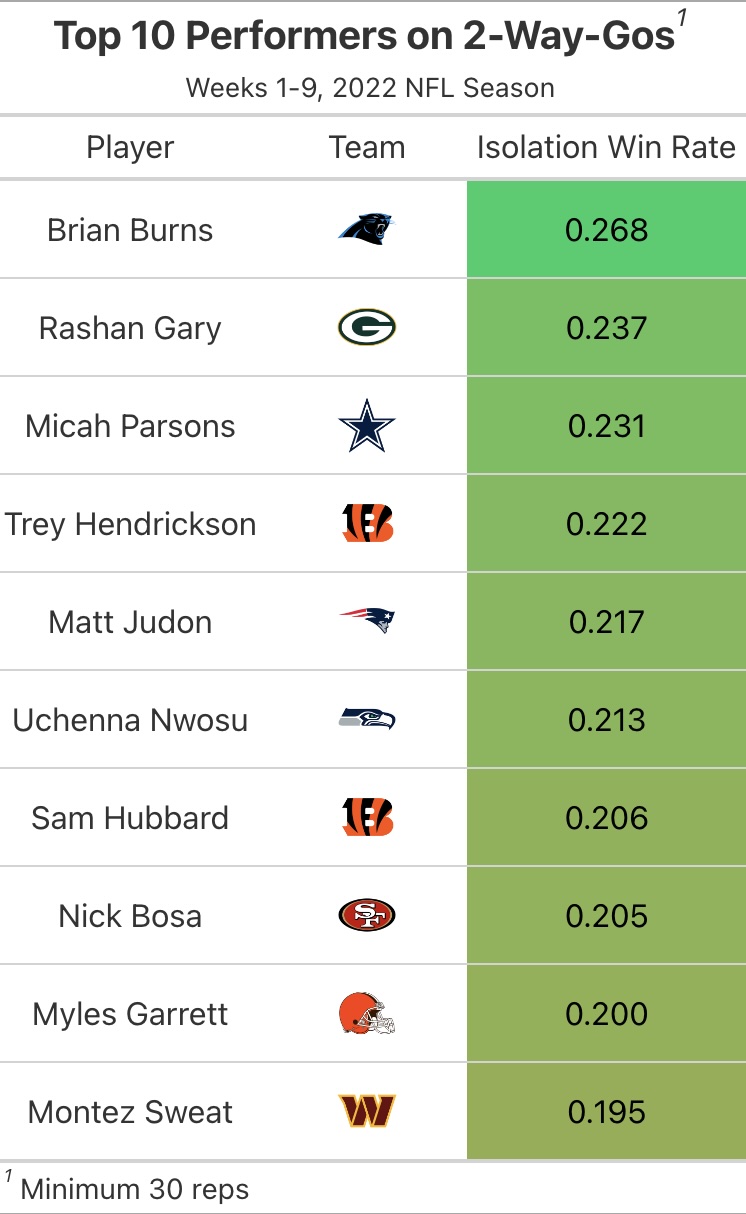 Top 10 Performers on 2-Way-Gos1
Weeks 1-9, 2022 NFL Season
Player Team Isolation Win Rate
Brian Burns 0.268
Rashan Gary G 0.237
Micah Parsons 0.231
Trey Hendrickson B 0.222
Matt Judon 0.217
Uchenna Nwosu 0.213
Sam Hubbard B 0.206
Nick Bosa SF 0.205
Myles Garrett 0.200
Montez Sweat W 0.195
1 Minimum 30 reps